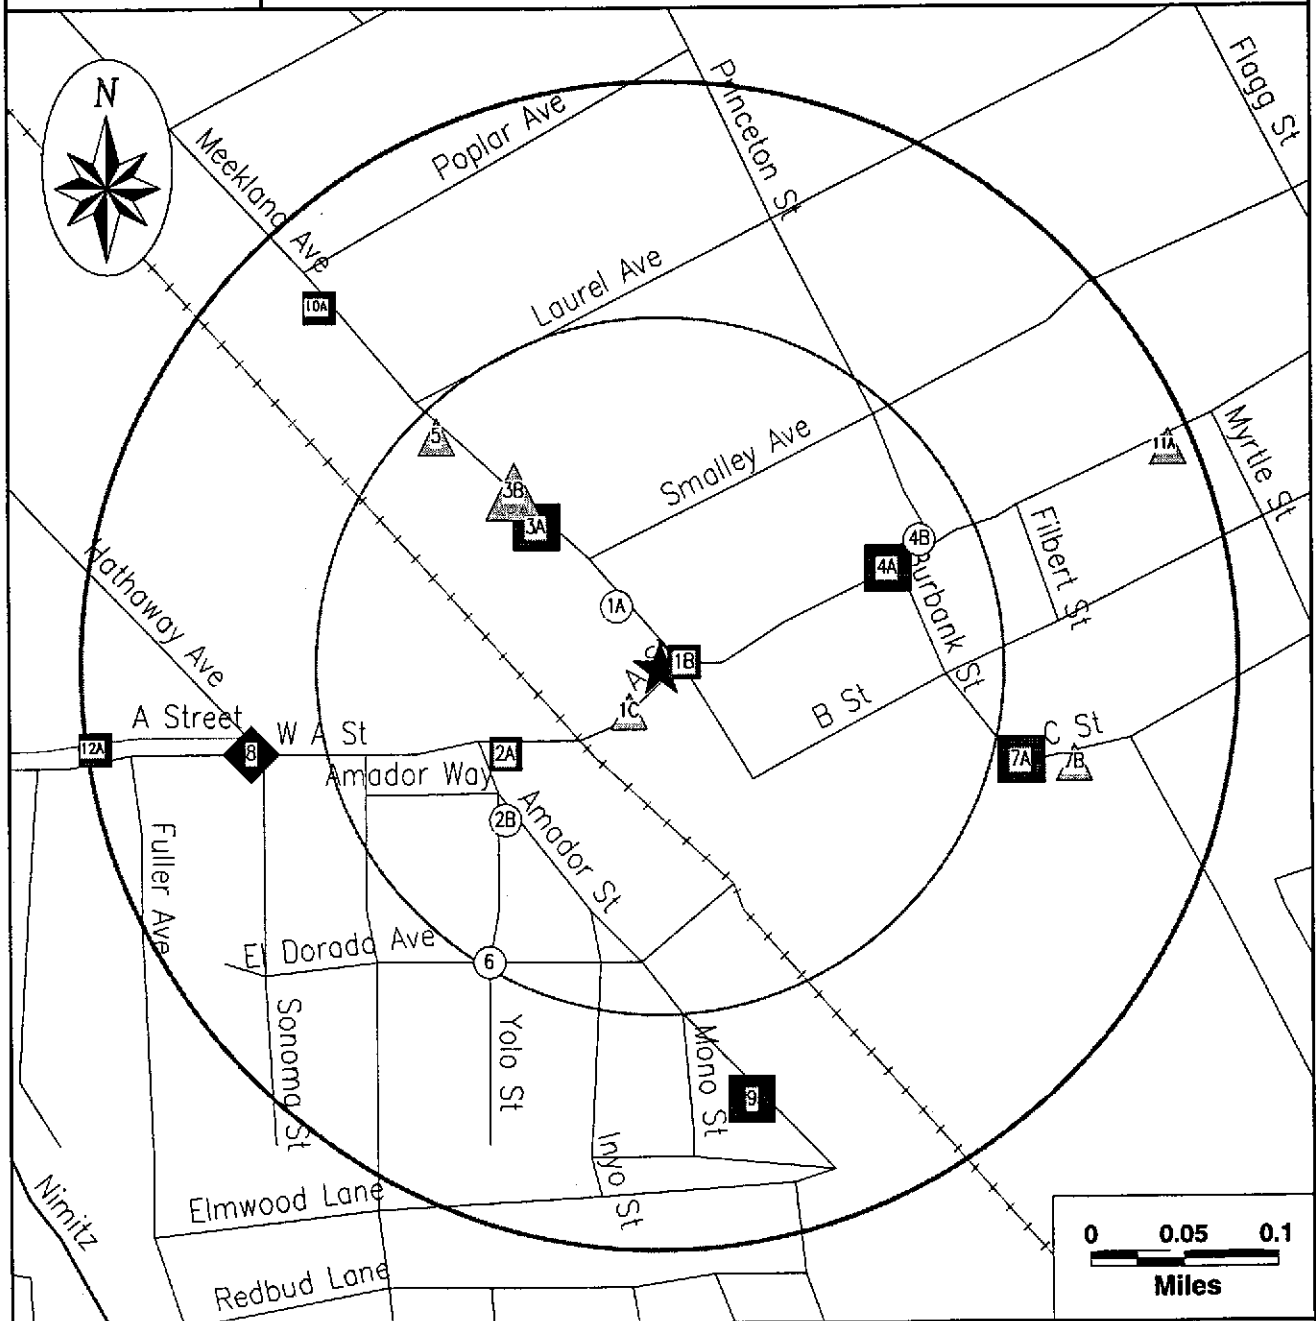 N
Flagg St
Princeton St
Poplar Ave
Meekland Ave
Laurel Ave
10A
5
3B
3A
Smalley Ave
11A
Myrtle St
Filbert St
4B
4A
Burbank St
1A
1B
A S
1C
Hathaway Ave
A Street
W A St
B St
C St
12A
8
2A
7A
7B
Amador Way
2B
Amador St
Fuller Ave
El Dorado Ave
6
Sonoma St
Yolo St
Mono St
9
Inyo St
Elmwood Lane
Nimitz
Redbud Lane
0 0.05 0.1
Miles